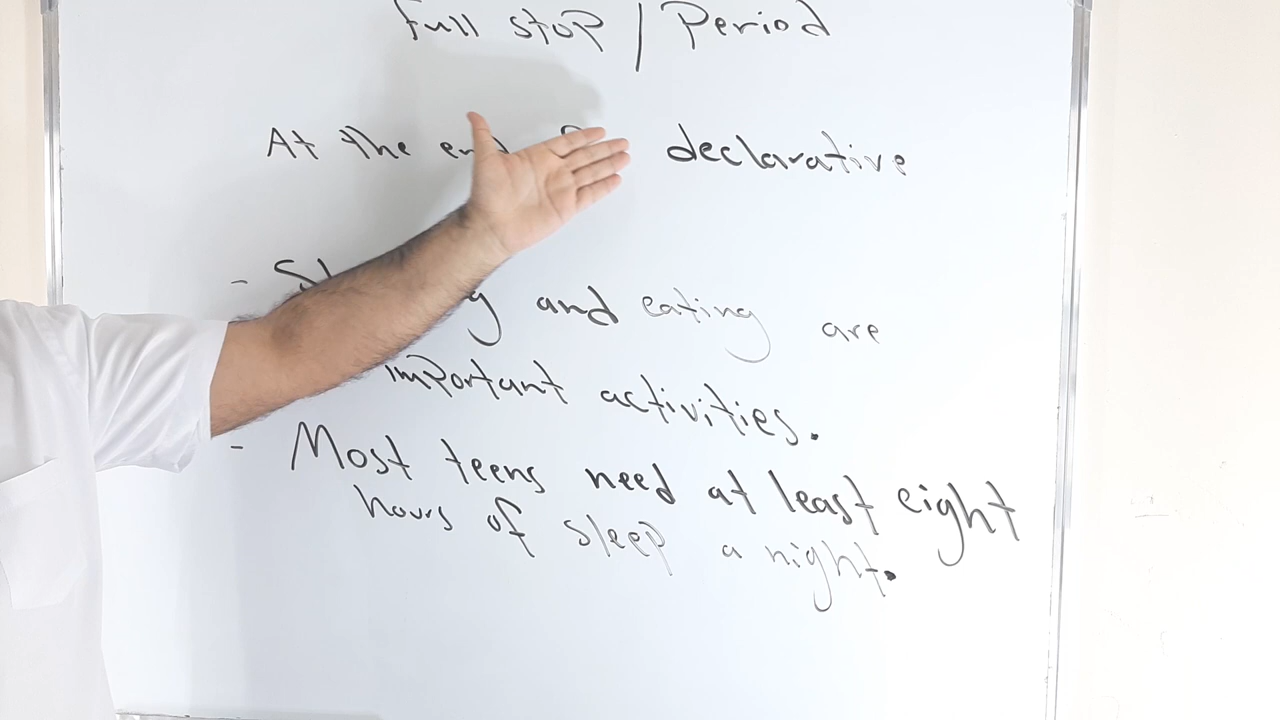 Full stop / Period
At the end declarative
- and eating are
important activities.
- Most teens need at least eight
hours of sleep a night.